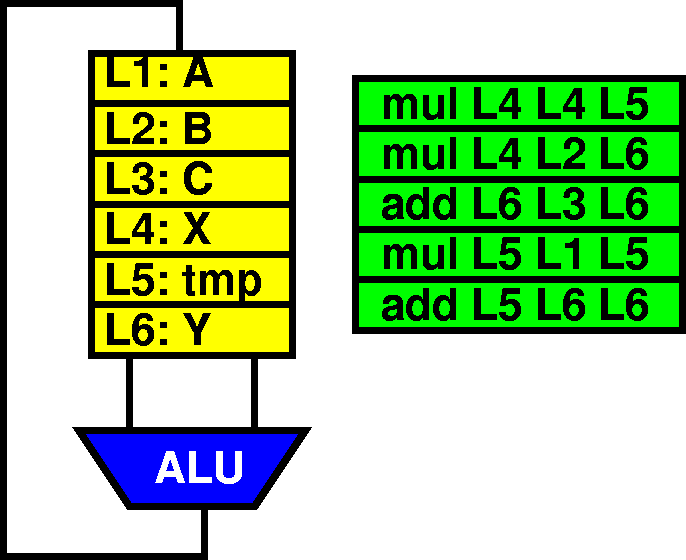 L1: A
L2: B
L3: C
L4: X
L5: tmp
L6: Y
ALU
mul L4 L4 L5
mul L4 L2 L6
add L6 L3 L6
mul L5 L1 L5
add L5 L6 L6